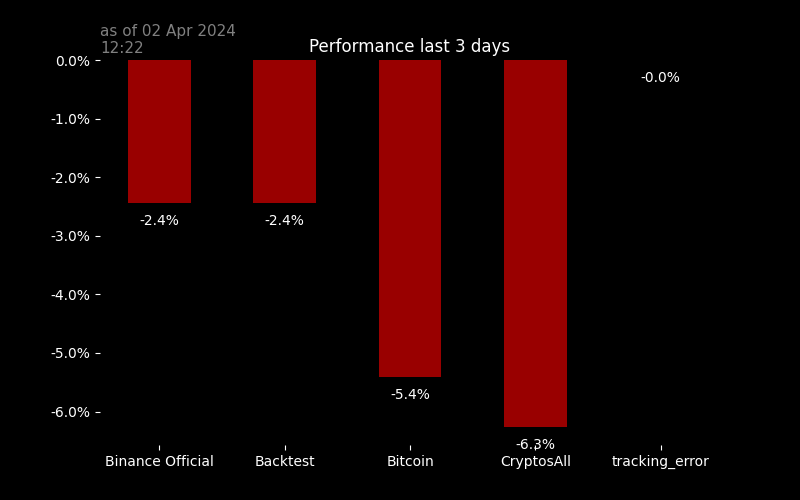 as of 02 Apr 2024
12:22
Performance last 3 days
0.0%
-1.0%
-2.0%
-3.0%
-4.0%
-5.0%
-6.0%
-2.4%
-2.4%
-5.4%
-6.3%
-0.0%
Binance Official
Backtest
Bitcoin
CryptosAll
tracking_error